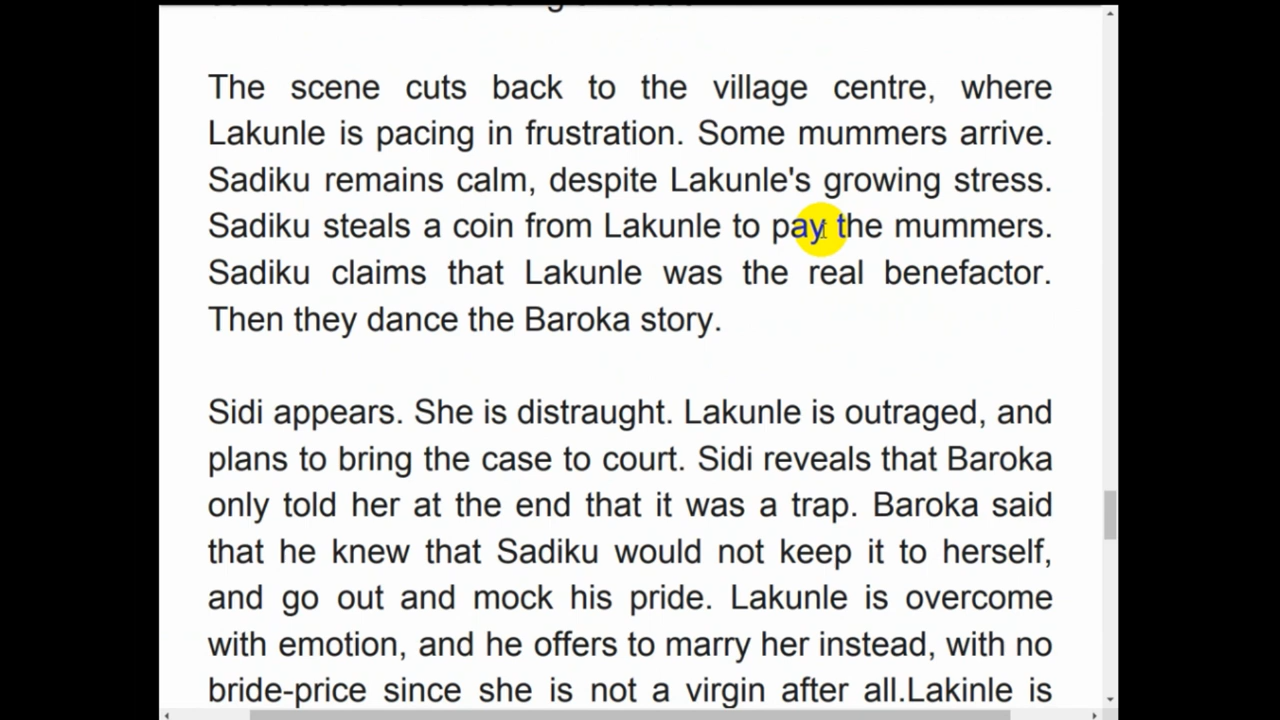 The scene cuts back to the village centre, where
Lakunle is pacing in frustration. Some mummers arrive.
Sadiku remains calm, despite Lakunle's growing stress.
Sadiku steals a coin from Lakunle to pay the mummers.
Sadiku claims that Lakunle was the real benefactor.
Then they dance the Baroka story.
Sidi appears. She is distraught. Lakunle is outraged, and
plans to bring the case to court. Sidi reveals that Baroka
only told her at the end that it was a trap. Baroka said
that he knew that Sadiku would not keep it to herself,
and go out and mock his pride. Lakunle is overcome
with emotion, and he offers to marry her instead, with no
bride-price since she is not a virgin after all.Lakinle is